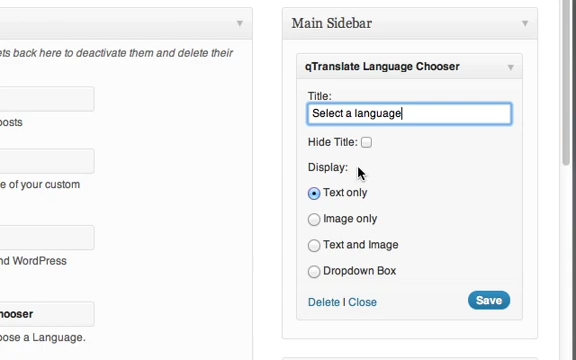 Main Sidebar
ets back here to deactivate them and delete their
qTranslate Language Chooser
Title:
Select a language
osts
Hide Title:
Display:
e of your custom
Text only
Image only
Text and Image
nd WordPress
Dropdown Box
Delete | Close
Save
hooser
oose a Language.